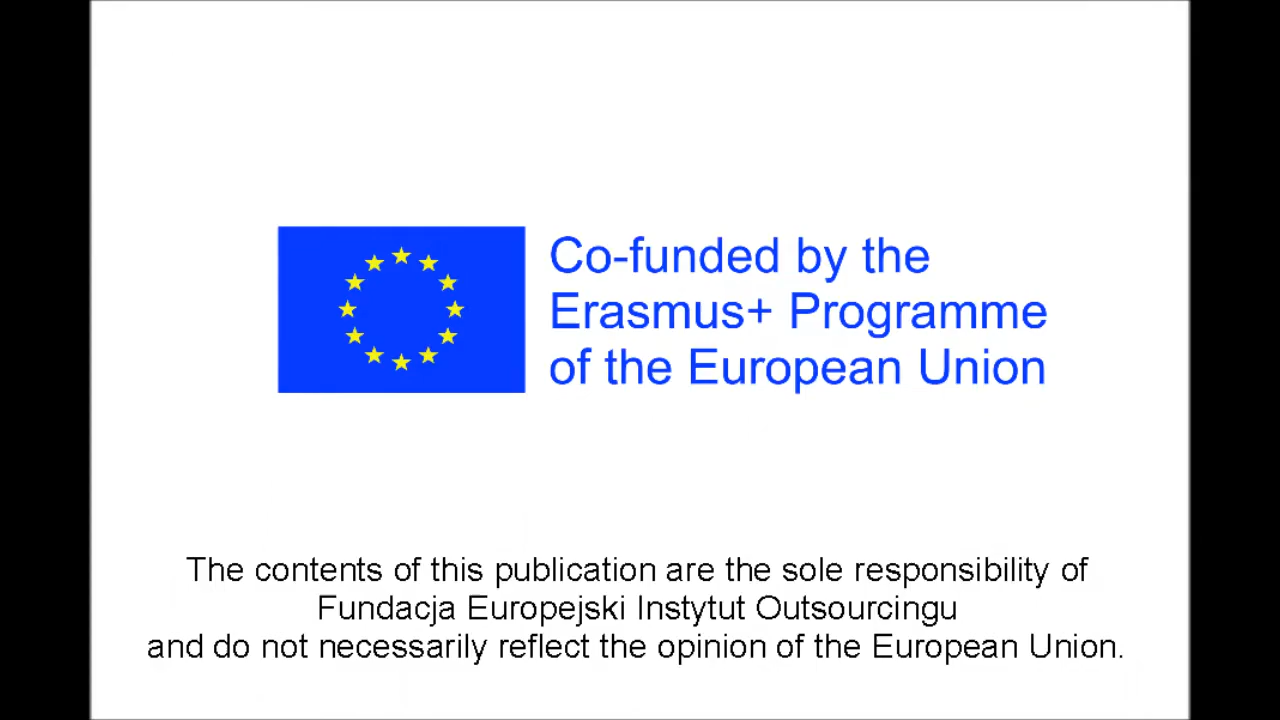 Co-funded by the
Erasmus+ Programme
of the European Union
The contents of this publication are the sole responsibility of
Fundacja Europejski Instytut Outsourcingu
and do not necessarily reflect the opinion of the European Union.